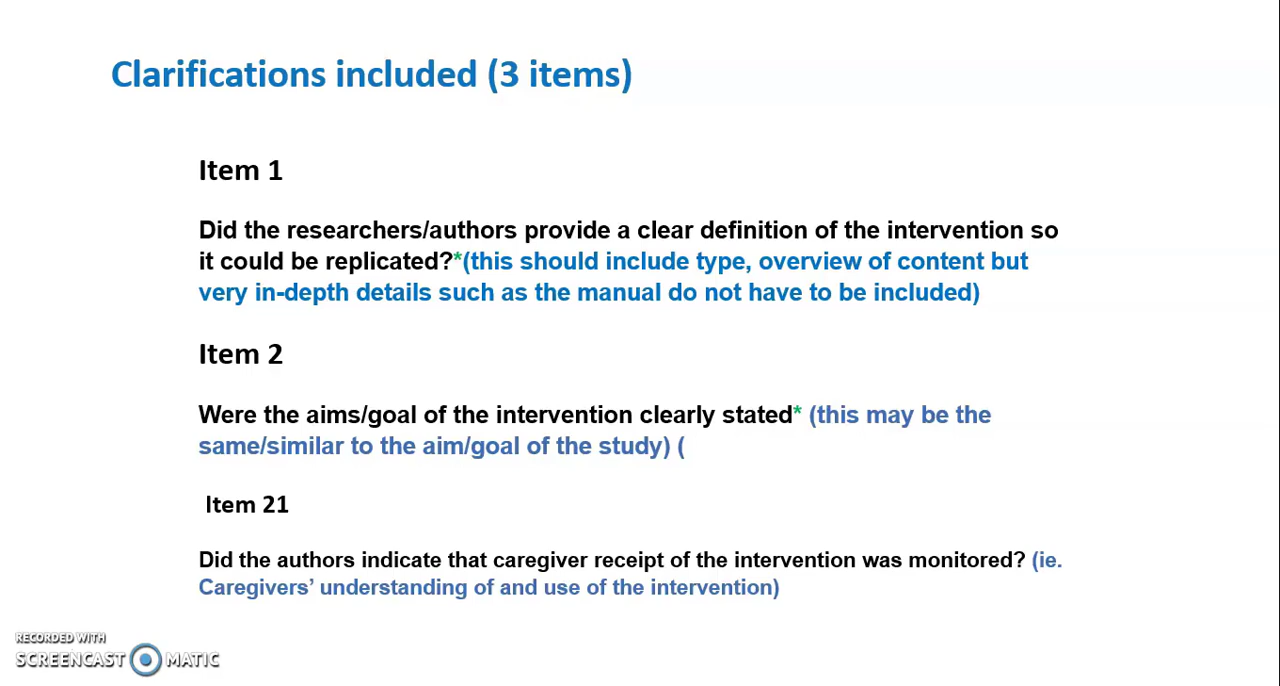 Clarifications included (3 items)
Item 1
Did the researchers/authors provide a clear definition of the intervention so
it could be replicated?*(this should include type, overview of content but
very in-depth details such as the manual do not have to be included)
Item 2
Were the aims/goal of the intervention clearly stated* (this may be the
same/similar to the aim/goal of the study) (
Item 21
Did the authors indicate that caregiver receipt of the intervention was monitored? (ie.
Caregivers’ understanding of and use of the intervention)
RECORDED WITH
SCREENCAST MATIC